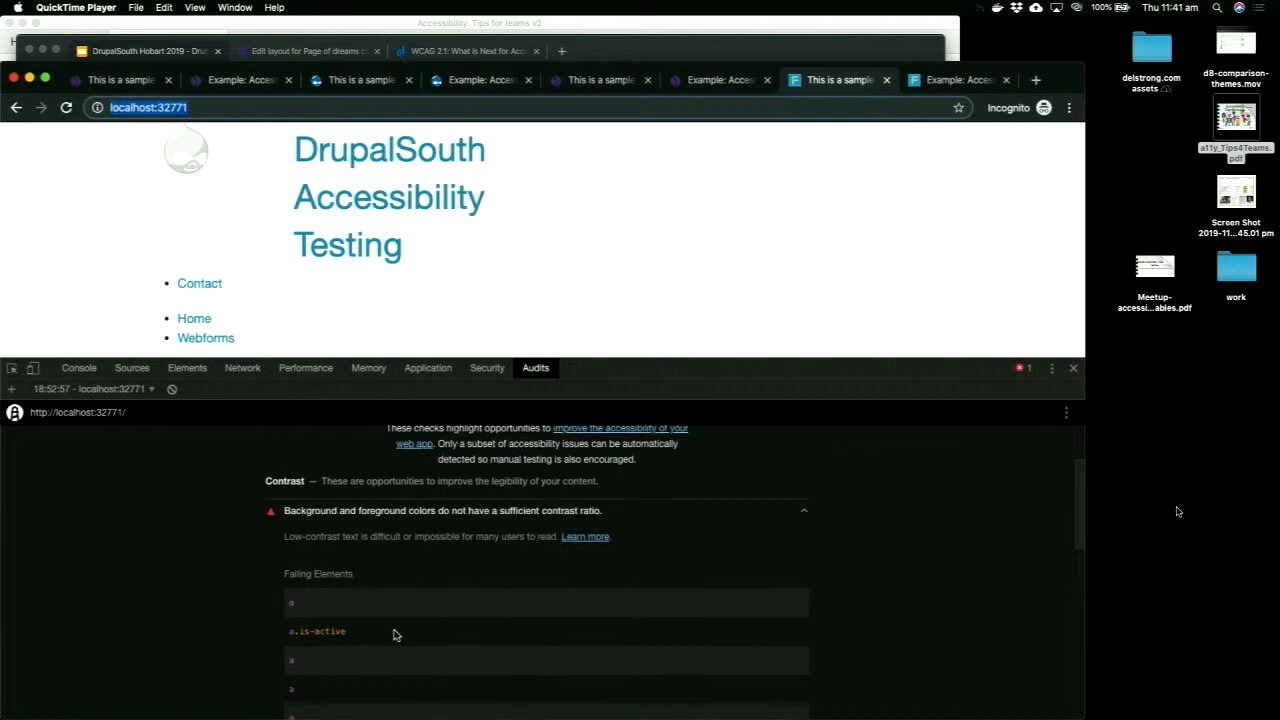 QuickTime Player File Edit View Window Help 100% Thu 11:41 am
Accessibility. Tips for teams v2
DrupalSouth Hobart 2019 - Drup Edit layout for Page of dreams c WCAG 2.1: What is Next for Acc
This is a sample Example: Acces This is a sample Example: Access This is a sample Example: Access This is a sample Example: Access
localhost:32771 Incognito
DrupalSouth
Accessibility
Testing
Contact
Home
Webforms
Console Sources Elements Network Performance Memory Application Security Audits 1
18:52:57 - localhost:32771
http://localhost:32771/
These checks highlight opportunities to improve the accessibility of your
web app. Only a subset of accessibility issues can be automatically
detected so manual testing is also encouraged.
Contrast — These are opportunities to improve the legibility of your content.
Background and foreground colors do not have a sufficient contrast ratio.
Low-contrast text is difficult or impossible for many users to read. Learn more.
Failing Elements
a
a.is-active
a
a
delstrong.com
assets
d8-comparison-
themes.mov
a11y_Tips4Teams.
pdf
Screen Shot
2019-11...45.01 pm
Meetup-
accessi...ables.pdf
work